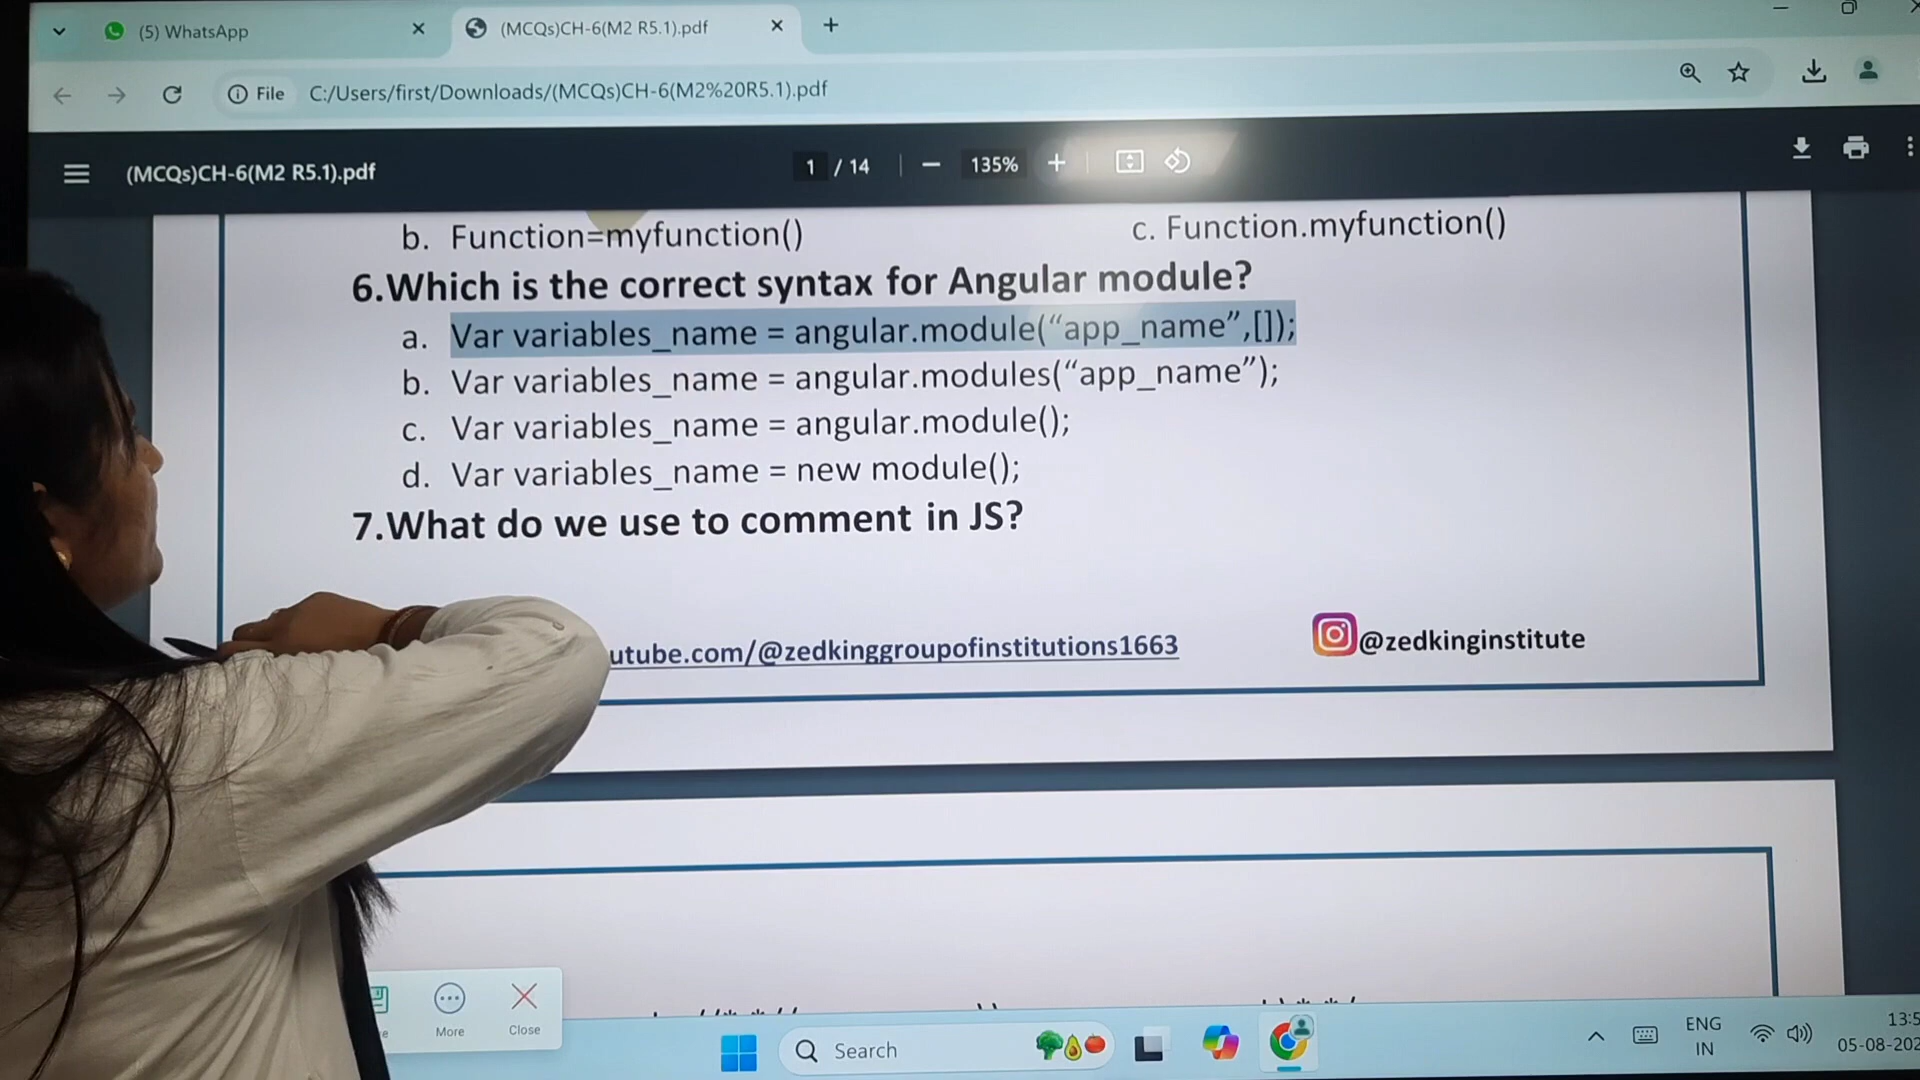 (5) WhatsApp
(MCQs)CH-6(M2 R5.1).pdf
File C:/Users/first/Downloads/(MCQs)CH-6(M2%20R5.1).pdf
(MCQs)CH-6(M2 R5.1).pdf
1 / 14
135%
b. Function=myfunction()
c. Function.myfunction()
6.Which is the correct syntax for Angular module?
a. Var variables_name = angular.module(“app_name”,[]);
b. Var variables_name = angular.modules(“app_name”);
c. Var variables_name = angular.module();
d. Var variables_name = new module();
7.What do we use to comment in JS?
utube.com/@zedkinggroupofinstitutions1663
@zedkinginstitute
More
Close
Search
ENG
IN
13:5
05-08-202